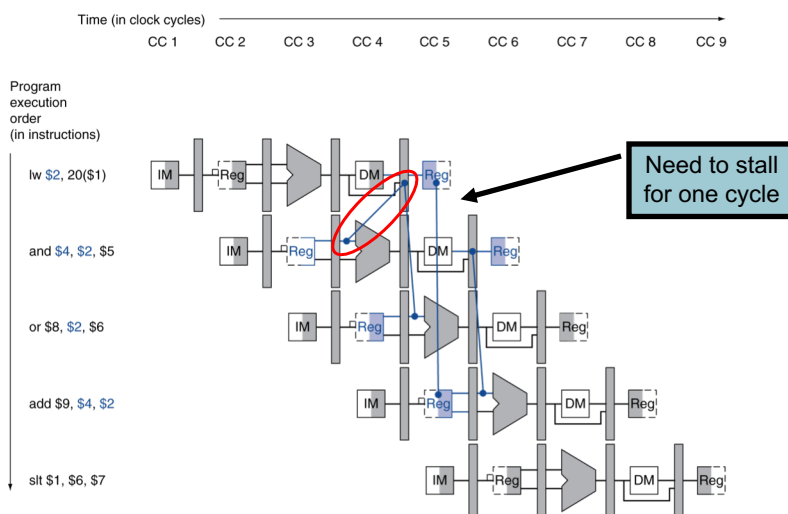 Time (in clock cycles)
CC 1 CC 2 CC 3 CC 4 CC 5 CC 6 CC 7 CC 8 CC 9
Program
execution
order
(in instructions)
lw $2, 20($1) IM Reg DM Reg
Need to stall
for one cycle
and $4, $2, $5 IM Reg DM Reg
or $8, $2, $6 IM Reg DM Reg
add $9, $4, $2 IM Reg DM Reg
slt $1, $6, $7 IM Reg DM Reg